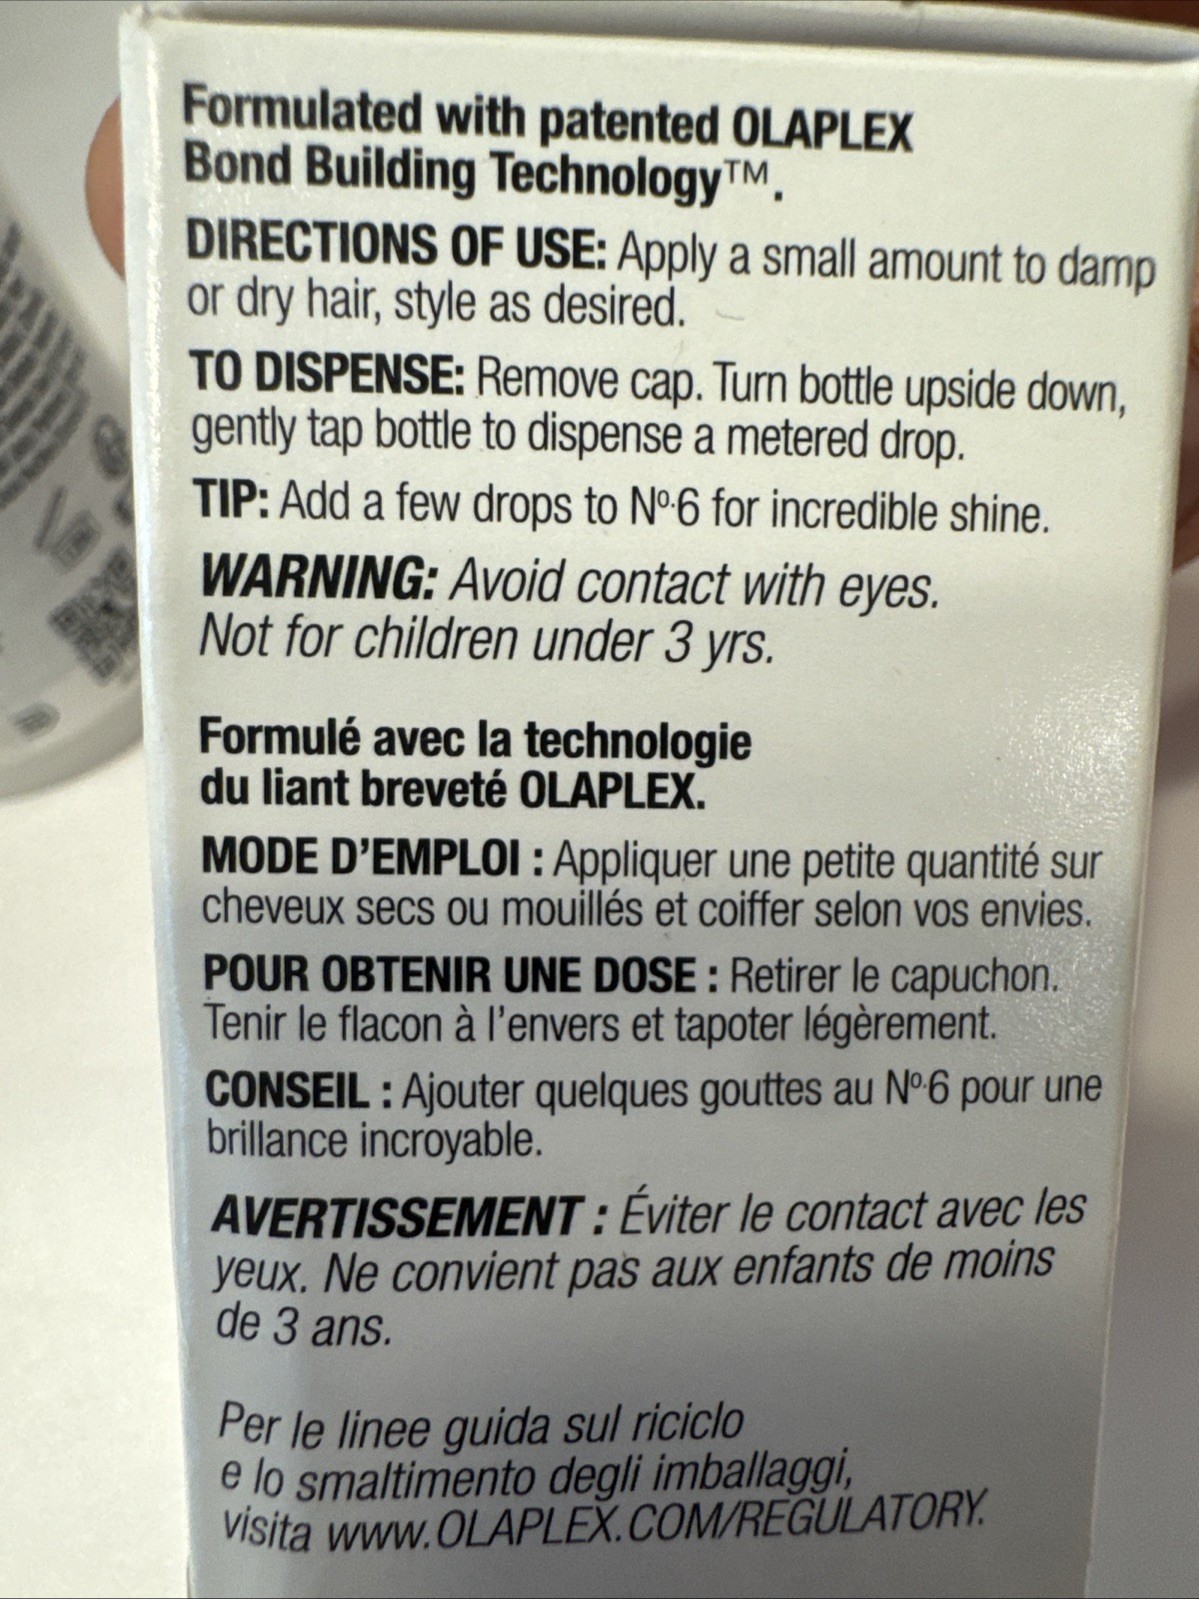 Formulated with patented OLAPLEX
Bond Building Technology™.
DIRECTIONS OF USE: Apply a small amount to damp
or dry hair, style as desired.
TO DISPENSE: Remove cap. Turn bottle upside down,
gently tap bottle to dispense a metered drop.
TIP: Add a few drops to Nº.6 for incredible shine.
WARNING: Avoid contact with eyes.
Not for children under 3 yrs.
Formulé avec la technologie
du liant breveté OLAPLEX.
MODE D'EMPLOI : Appliquer une petite quantité sur
cheveux secs ou mouillés et coiffer selon vos envies.
POUR OBTENIR UNE DOSE : Retirer le capuchon.
Tenir le flacon à l'envers et tapoter légèrement.
CONSEIL : Ajouter quelques gouttes au Nº.6 pour une
brillance incroyable.
AVERTISSEMENT : Éviter le contact avec les
yeux. Ne convient pas aux enfants de moins
de 3 ans.
Per le linee guida sul riciclo
e lo smaltimento degli imballaggi,
visita www.OLAPLEX.COM/REGULATORY.